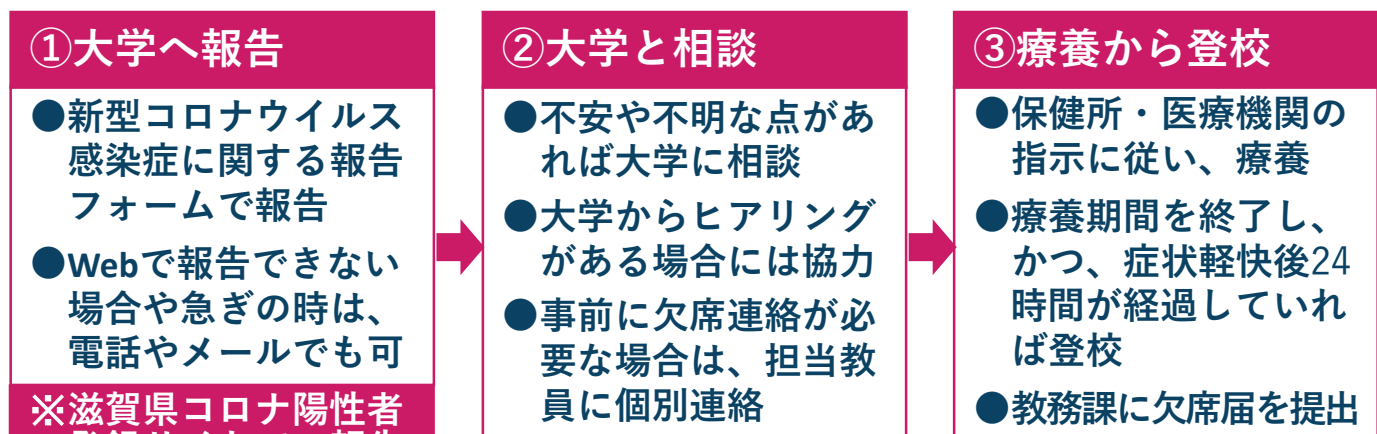 ①大学へ報告
●新型コロナウイルス
感染症に関する報告
フォームで報告
●Webで報告できない
場合や急ぎの時は、
電話やメールでも可
※滋賀県コロナ陽性者
②大学と相談
●不安や不明な点があ
れば大学に相談
●大学からヒアリング
がある場合には協力
●事前に欠席連絡が必
要な場合は、担当教
員に個別連絡
③療養から登校
●保健所・医療機関の
指示に従い、療養
●療養期間を終了し、
かつ、症状軽快後24
時間が経過していれ
ば登校
●教務課に欠席届を提出